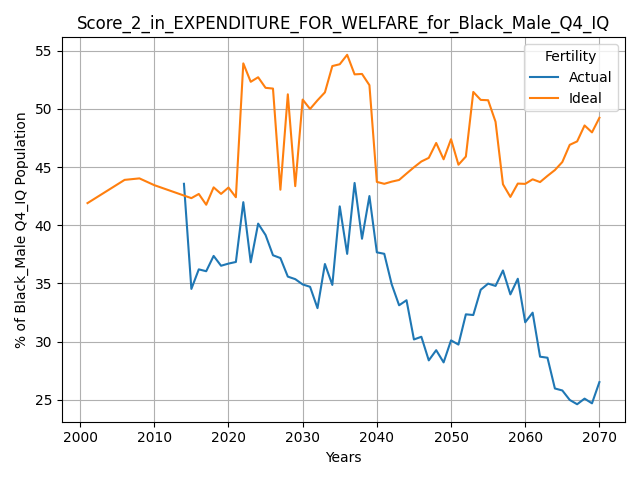 Score_2_in_EXPENDITURE_FOR_WELFARE_for_Black_Male_Q4_IQ
Fertility
Actual
Ideal
% of Black_Male Q4_IQ Population
55
50
45
40
35
30
25
2000
2010
2020
2030
2040
2050
2060
2070
Years